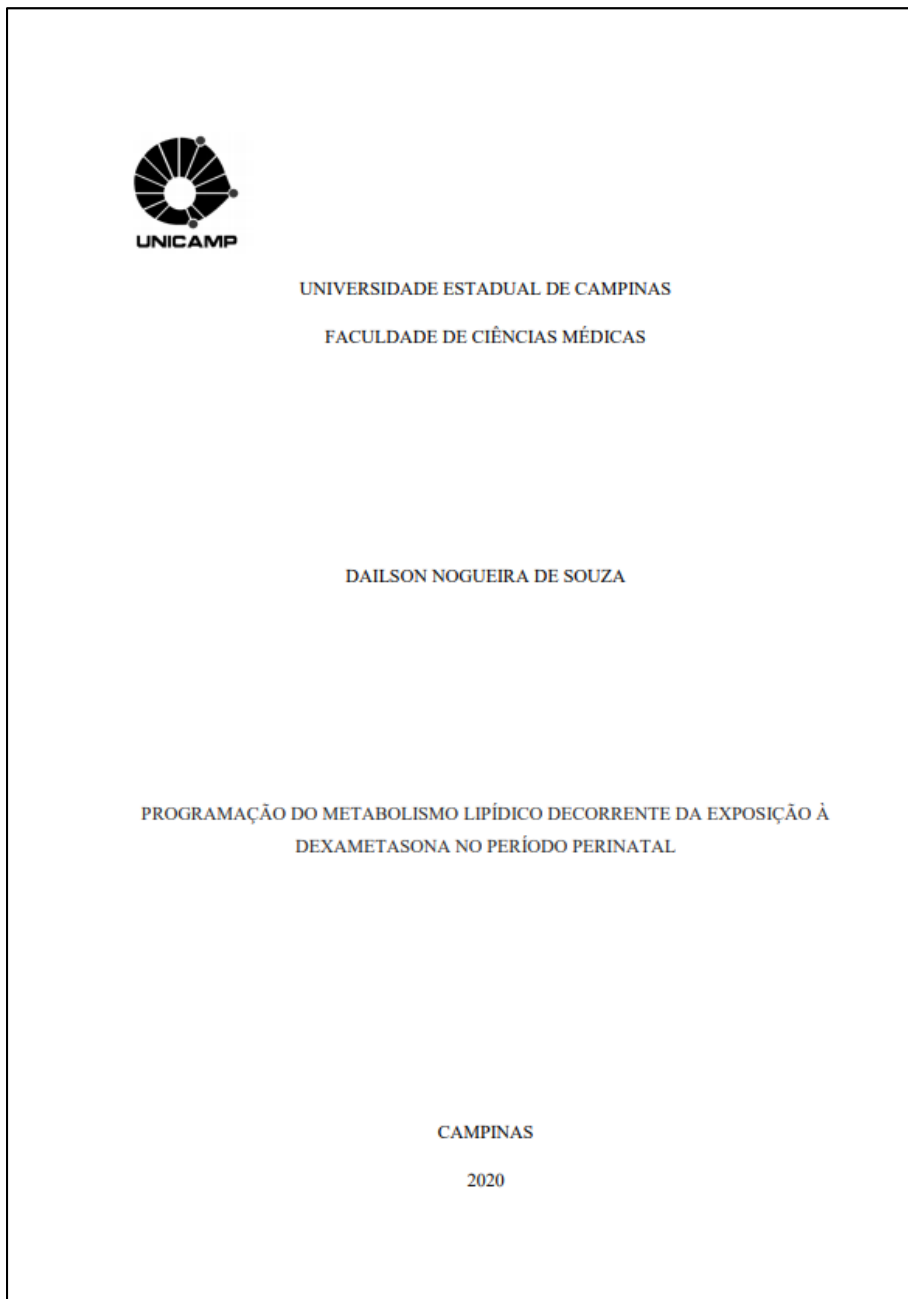 UNICAMP
UNIVERSIDADE ESTADUAL DE CAMPINAS
FACULDADE DE CIÊNCIAS MÉDICAS
DAILSON NOGUEIRA DE SOUZA
PROGRAMAÇÃO DO METABOLISMO LIPÍDICO DECORRENTE DA EXPOSIÇÃO À
DEXAMETASONA NO PERÍODO PERINATAL
CAMPINAS
2020